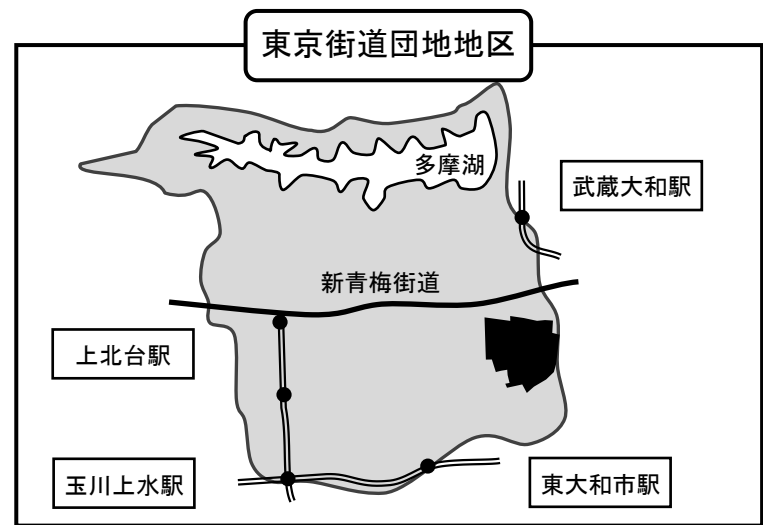 東京街道団地地区
多摩湖
武蔵大和駅
新青梅街道
上北台駅
玉川上水駅
東大和市駅